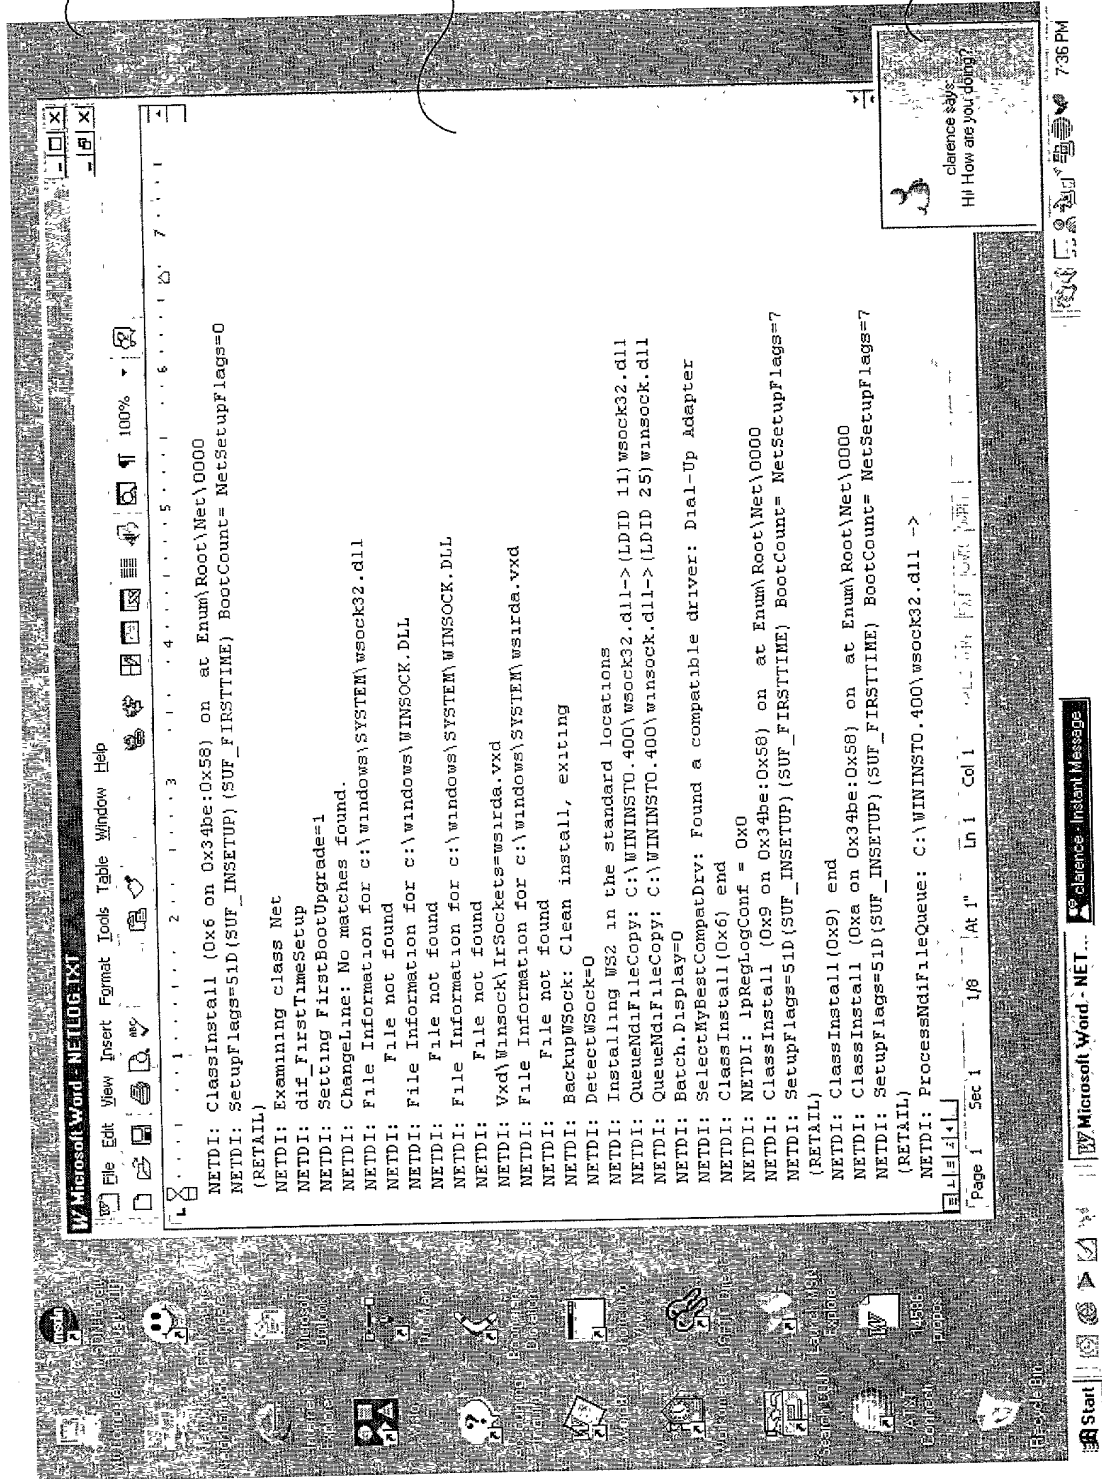 Microsoft Word - NETLOG.TXT
File Edit View Insert Format Tools Table Window Help
100%
1 2 3 4 5 6 7
NETDI: ClassInstall (0x6 on 0x34be:0x58) on at Enum\Root\Net\0000
NETDI: SetupFlags=51D(SUF_INSETUP)(SUF_FIRSTTIME) BootCount= NetSetupFlags=0
(RETAIL)
NETDI: Examining class Net
NETDI: dif_FirstTimeSetup
NETDI: Setting FirstBootUpgrade=1
NETDI: ChangeLine: No matches found.
NETDI: File Information for c:\windows\SYSTEM\wsock32.dll
NETDI: File not found
NETDI: File Information for c:\windows\WINSOCK.DLL
NETDI: File not found
NETDI: File Information for c:\windows\SYSTEM\WINSOCK.DLL
NETDI: File not found
NETDI: Vxd\Winsock\IrSockets=wsirda.vxd
NETDI: File Information for c:\windows\SYSTEM\wsirda.vxd
NETDI: File not found
NETDI: BackupWSock: Clean install, exiting
NETDI: DetectWSock=0
NETDI: Installing WS2 in the standard locations
NETDI: QueueNdiFileCopy: C:\WININST0.400\wsock32.dll->(LDID 11)wsock32.dll
NETDI: QueueNdiFileCopy: C:\WININST0.400\winsock.dll->(LDID 25)winsock.dll
NETDI: Batch.Display=0
NETDI: SelectMyBestCompatDrv: Found a compatible driver: Dial-Up Adapter
NETDI: ClassInstall(0x6) end
NETDI: NETDI: lpRegLogConf = 0x0
NETDI: ClassInstall (0x9 on 0x34be:0x58) on at Enum\Root\Net\0000
NETDI: SetupFlags=51D(SUF_INSETUP)(SUF_FIRSTTIME) BootCount= NetSetupFlags=7
(RETAIL)
NETDI: ClassInstall(0x9) end
NETDI: ClassInstall (0xa on 0x34be:0x58) on at Enum\Root\Net\0000
NETDI: SetupFlags=51D(SUF_INSETUP)(SUF_FIRSTTIME) BootCount= NetSetupFlags=7
(RETAIL)
NETDI: ProcessNdiFileQueue: C:\WININST0.400\wsock32.dll ->
Page 1 Sec 1 1/8 At 1" Ln 1 Col 1
clarence says:
Hi! How are you doing?
Recycle Bin
Start
Microsoft Word - NET...
clarence - Instant Message
7:36 PM